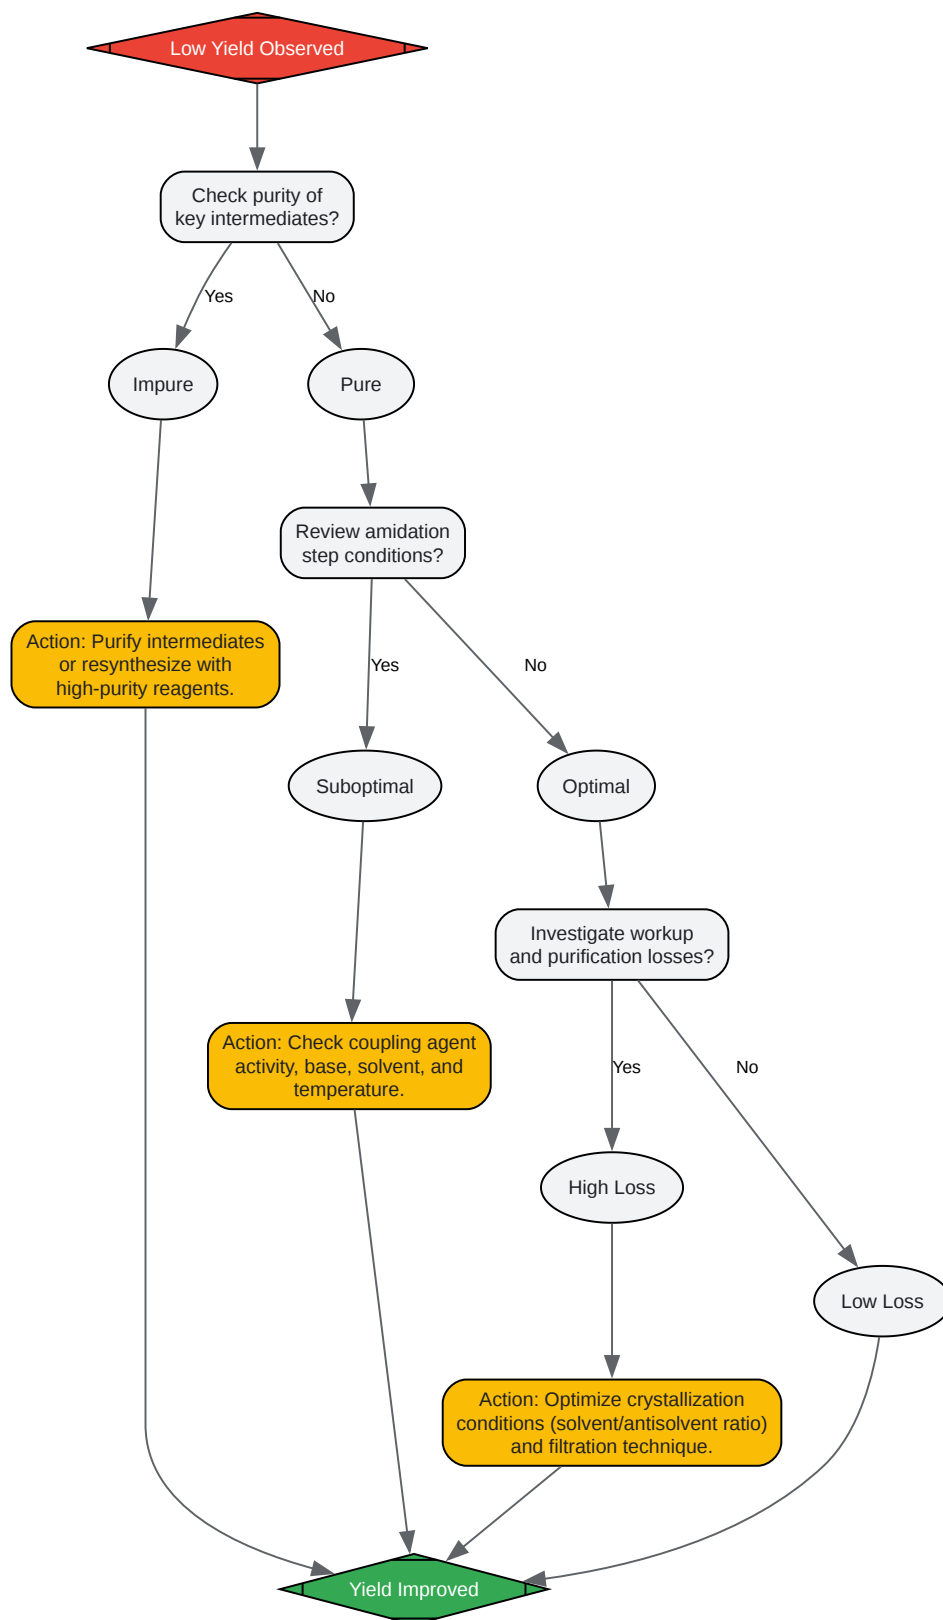 Low Yield Observed
Check purity of
key intermediates?
Yes
No
Impure
Pure
Review amidation
step conditions?
Action: Purify intermediates
or resynthesize with
high-purity reagents.
Yes
No
Suboptimal
Optimal
Investigate workup
and purification losses?
Action: Check coupling agent
activity, base, solvent, and
temperature.
Yes
No
High Loss
Low Loss
Action: Optimize crystallization
conditions (solvent/antisolvent ratio)
and filtration technique.
Yield Improved